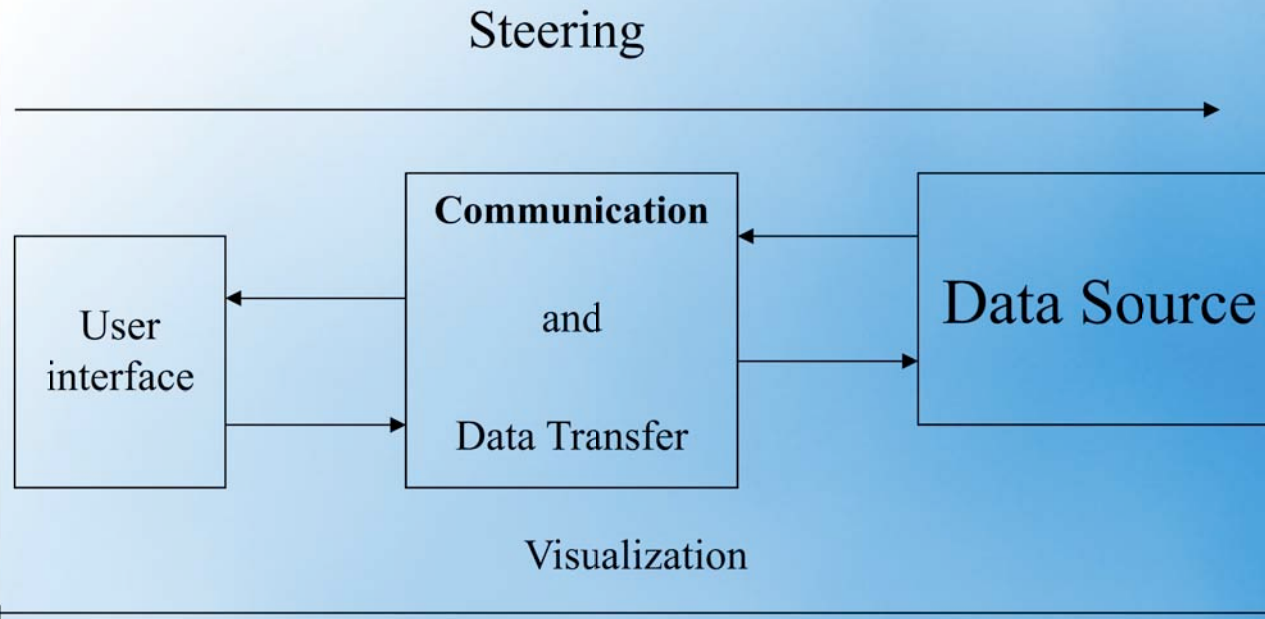 Steering
User
interface
Communication
and
Data Transfer
Data Source
Visualization